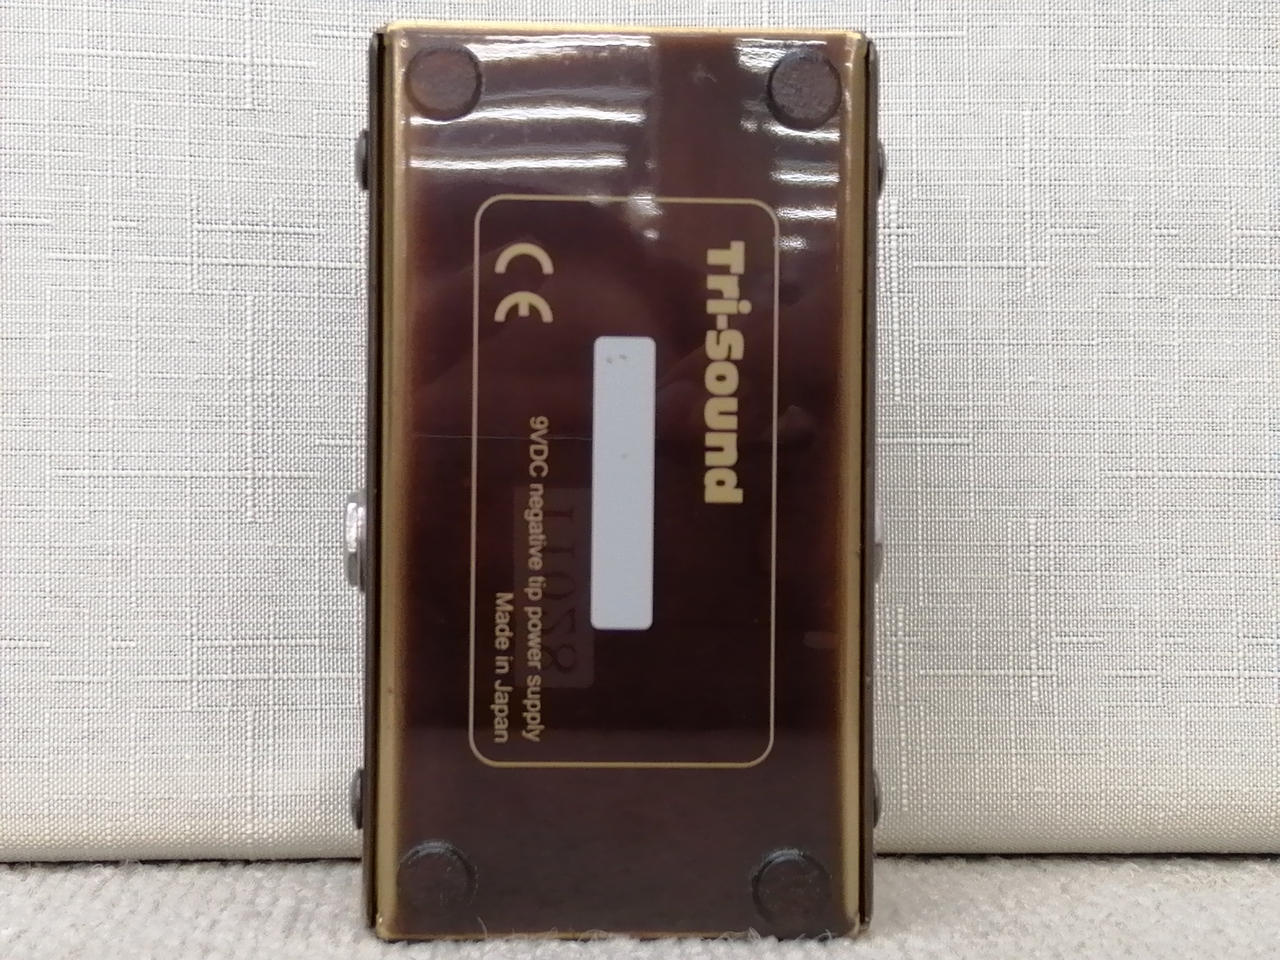 Tri-Sound
CE
9VDC negative tip power supply
Made in Japan